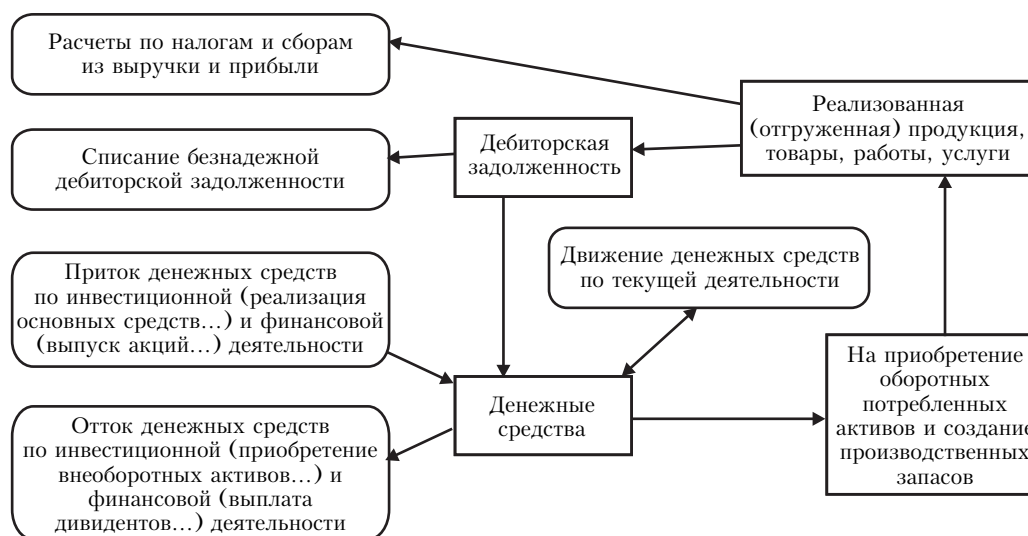 Расчеты по налогам и сборам
из выручки и прибыли
Реализованная
(отгруженная) продукция,
товары, работы, услуги
Дебиторская
задолженность
Списание безнадежной
дебиторской задолженности
Движение денежных средств
по текущей деятельности
Приток денежных средств
по инвестиционной (реализация
основных средств...) и финансовой
(выпуск акций...) деятельности
На приобретение
оборотных
потребленных
активов и создание
производственных
запасов
Денежные
средства
Отток денежных средств
по инвестиционной (приобретение
внеоборотных активов...) и
финансовой (выплата
дивидентов...) деятельности